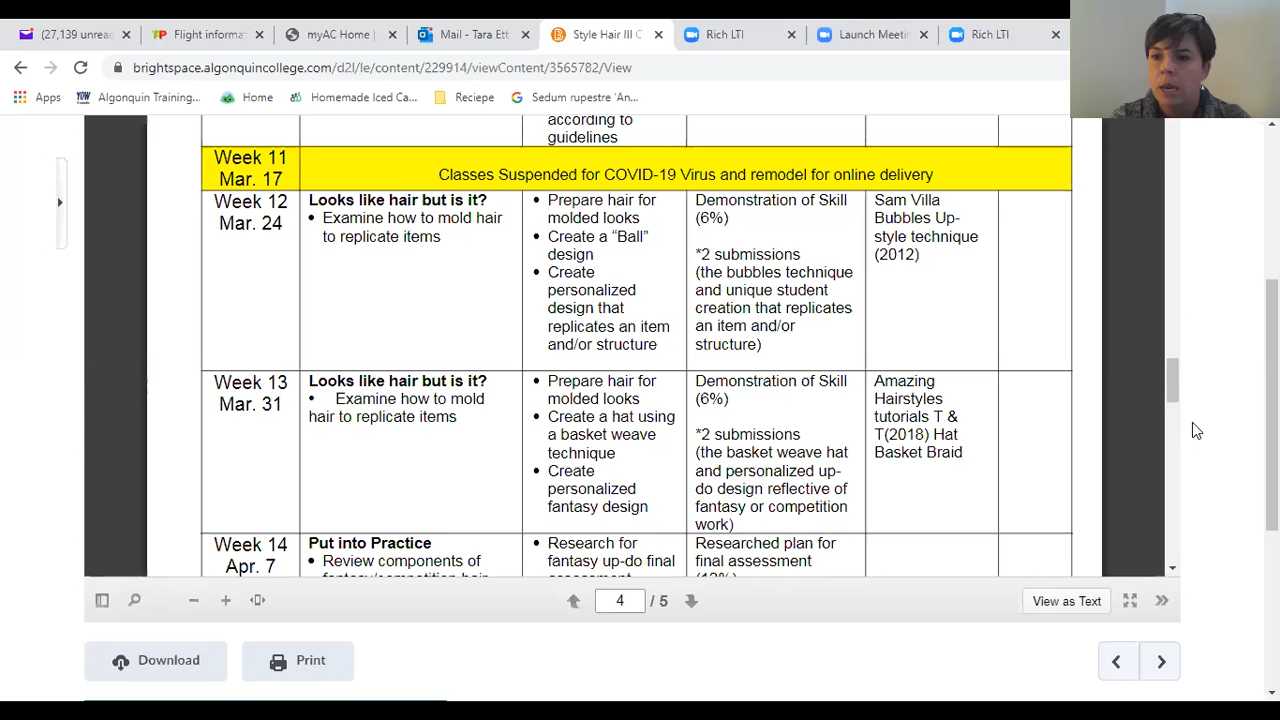 (27,139 unrea
Flight informa
myAC Home
Mail - Tara Ett
Style Hair III C
Rich LTI
Launch Meeti
Rich LTI
brightspace.algonquincollege.com/d2l/le/content/229914/viewContent/3565782/View
Apps
Algonquin Training...
Home
Homemade Iced Ca...
Reciepe
Sedum rupestre 'An...
according to
guidelines
Week 11
Mar. 17
Classes Suspended for COVID-19 Virus and remodel for online delivery
Week 12
Mar. 24
Looks like hair but is it?
• Examine how to mold hair
to replicate items
• Prepare hair for
molded looks
• Create a “Ball”
design
• Create
personalized
design that
replicates an item
and/or structure
Demonstration of Skill
(6%)
*2 submissions
(the bubbles technique
and unique student
creation that replicates
an item and/or
structure)
Sam Villa
Bubbles Up-
style technique
(2012)
Week 13
Mar. 31
Looks like hair but is it?
• Examine how to mold
hair to replicate items
• Prepare hair for
molded looks
• Create a hat using
a basket weave
technique
• Create
personalized
fantasy design
Demonstration of Skill
(6%)
*2 submissions
(the basket weave hat
and personalized up-
do design reflective of
fantasy or competition
work)
Amazing
Hairstyles
tutorials T &
T(2018) Hat
Basket Braid
Week 14
Apr. 7
Put into Practice
• Review components of
• Research for
fantasy up-do final
Researched plan for
final assessment
4 / 5
View as Text
Download
Print